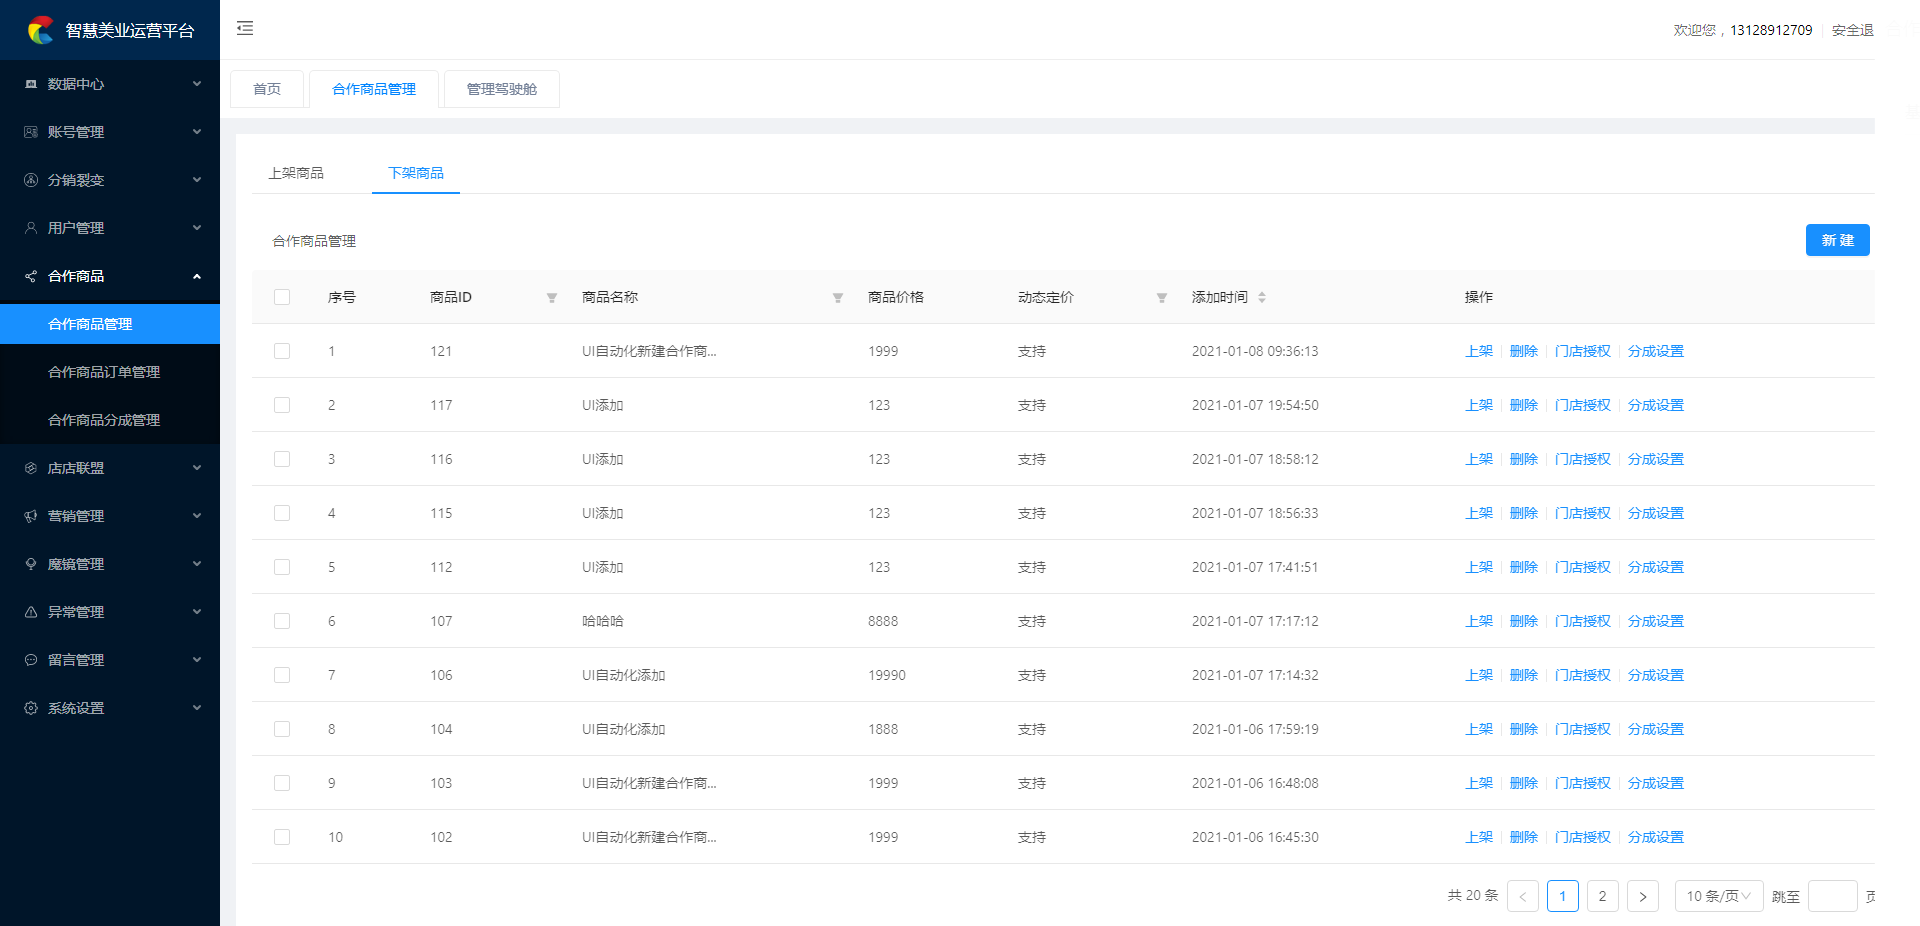 智慧美业运营平台
欢迎您，13128912709 安全退
数据中心
账号管理
分销裂变
用户管理
合作商品
合作商品管理
合作商品订单管理
合作商品分成管理
店店联盟
营销管理
魔镜管理
异常管理
留言管理
系统设置
首页 合作商品管理 管理驾驶舱
上架商品 下架商品
合作商品管理 新 建
序号 商品ID 商品名称 商品价格 动态定价 添加时间 操作
1 121 UI自动化新建合作商... 1999 支持 2021-01-08 09:36:13 上架 删除 门店授权 分成设置
2 117 UI添加 123 支持 2021-01-07 19:54:50 上架 删除 门店授权 分成设置
3 116 UI添加 123 支持 2021-01-07 18:58:12 上架 删除 门店授权 分成设置
4 115 UI添加 123 支持 2021-01-07 18:56:33 上架 删除 门店授权 分成设置
5 112 UI添加 123 支持 2021-01-07 17:41:51 上架 删除 门店授权 分成设置
6 107 哈哈哈 8888 支持 2021-01-07 17:17:12 上架 删除 门店授权 分成设置
7 106 UI自动化添加 19990 支持 2021-01-07 17:14:32 上架 删除 门店授权 分成设置
8 104 UI自动化添加 1888 支持 2021-01-06 17:59:19 上架 删除 门店授权 分成设置
9 103 UI自动化新建合作商... 1999 支持 2021-01-06 16:48:08 上架 删除 门店授权 分成设置
10 102 UI自动化新建合作商... 1999 支持 2021-01-06 16:45:30 上架 删除 门店授权 分成设置
共 20 条 < 1 2 > 10 条/页 跳至